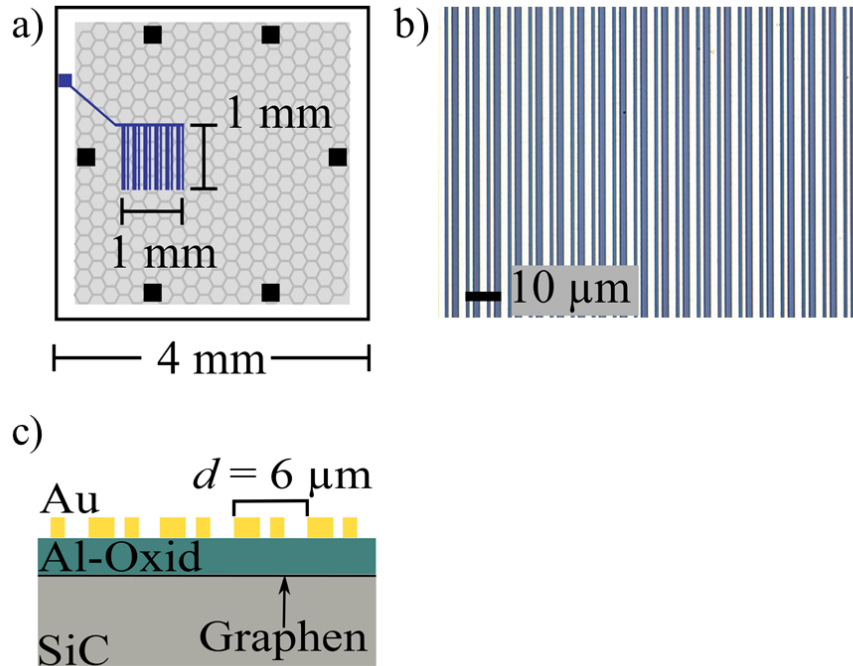 a)
1 mm
1 mm
4 mm
b)
10 µm
c)
d = 6 µm
Au
Al-Oxid
Graphen
SiC